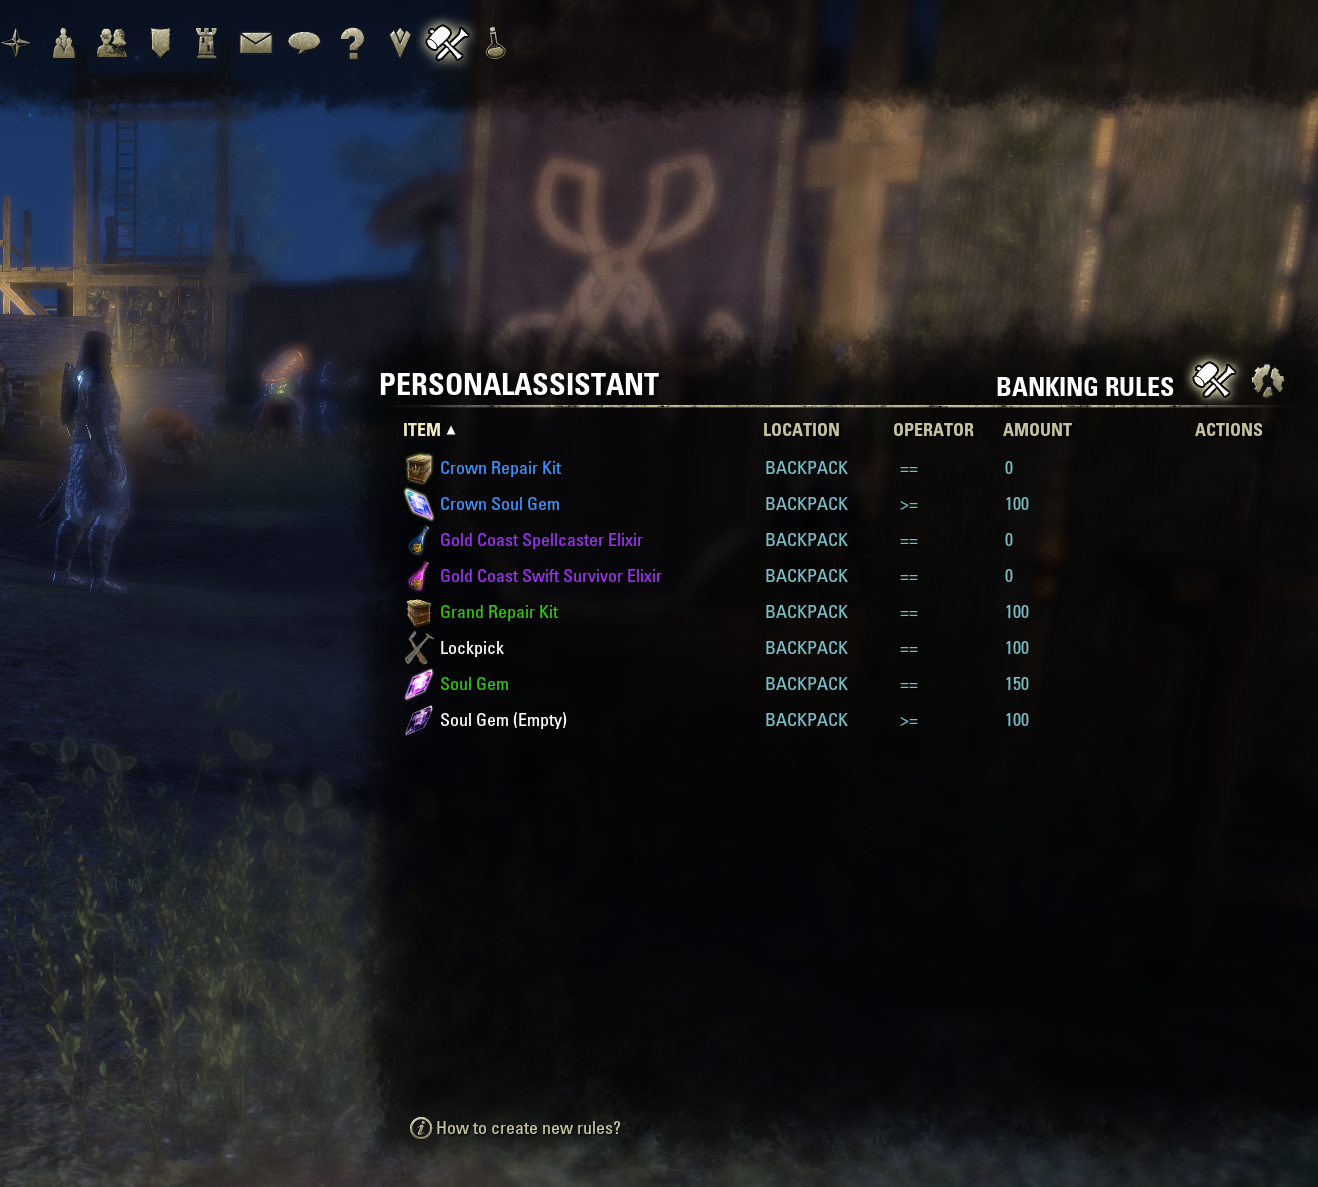 PERSONALASSISTANT BANKING RULES
ITEM ▲ LOCATION OPERATOR AMOUNT ACTIONS
Crown Repair Kit BACKPACK == 0
Crown Soul Gem BACKPACK >= 100
Gold Coast Spellcaster Elixir BACKPACK == 0
Gold Coast Swift Survivor Elixir BACKPACK == 0
Grand Repair Kit BACKPACK == 100
Lockpick BACKPACK == 100
Soul Gem BACKPACK == 150
Soul Gem (Empty) BACKPACK >= 100
How to create new rules?